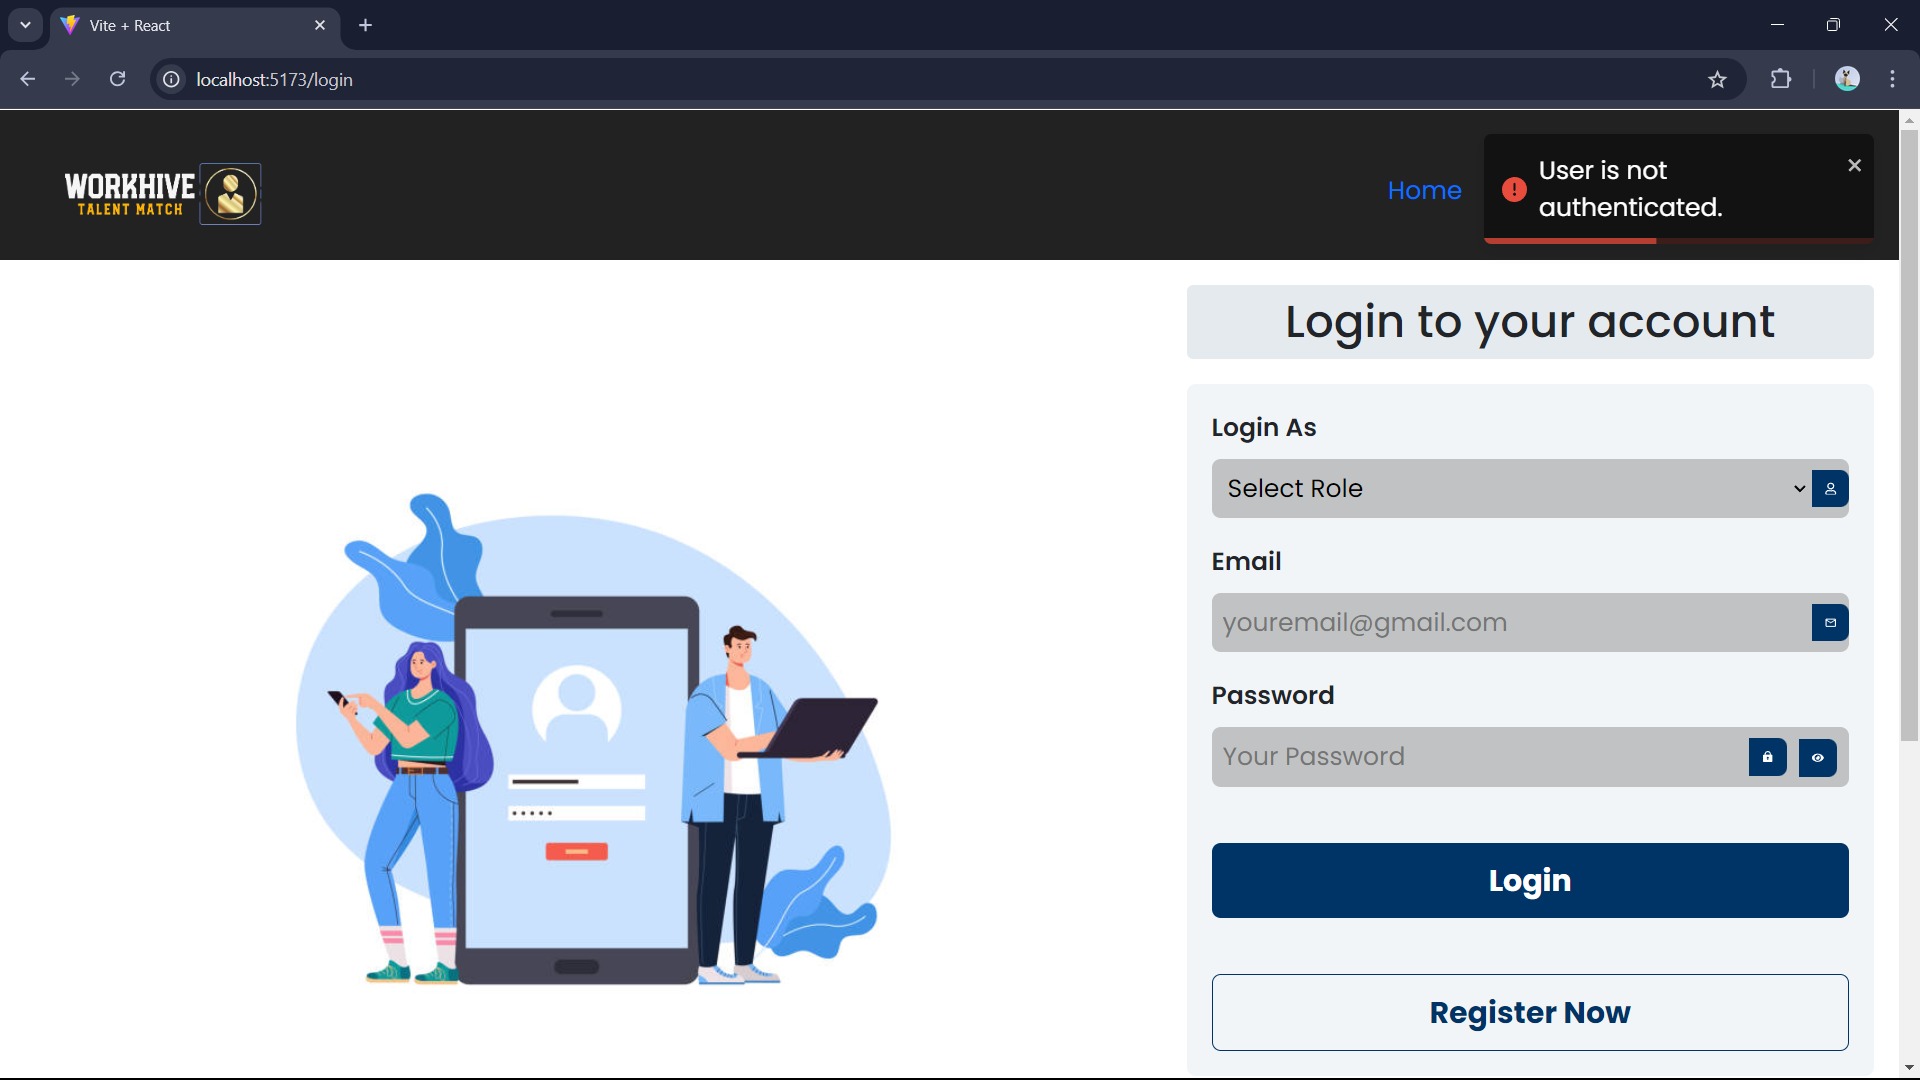 Vite + React
localhost:5173/login
WORKHIVE
TALENT MATCH
Home
User is not
authenticated.
Login to your account
Login As
Select Role
Email
youremail@gmail.com
Password
Your Password
Login
Register Now